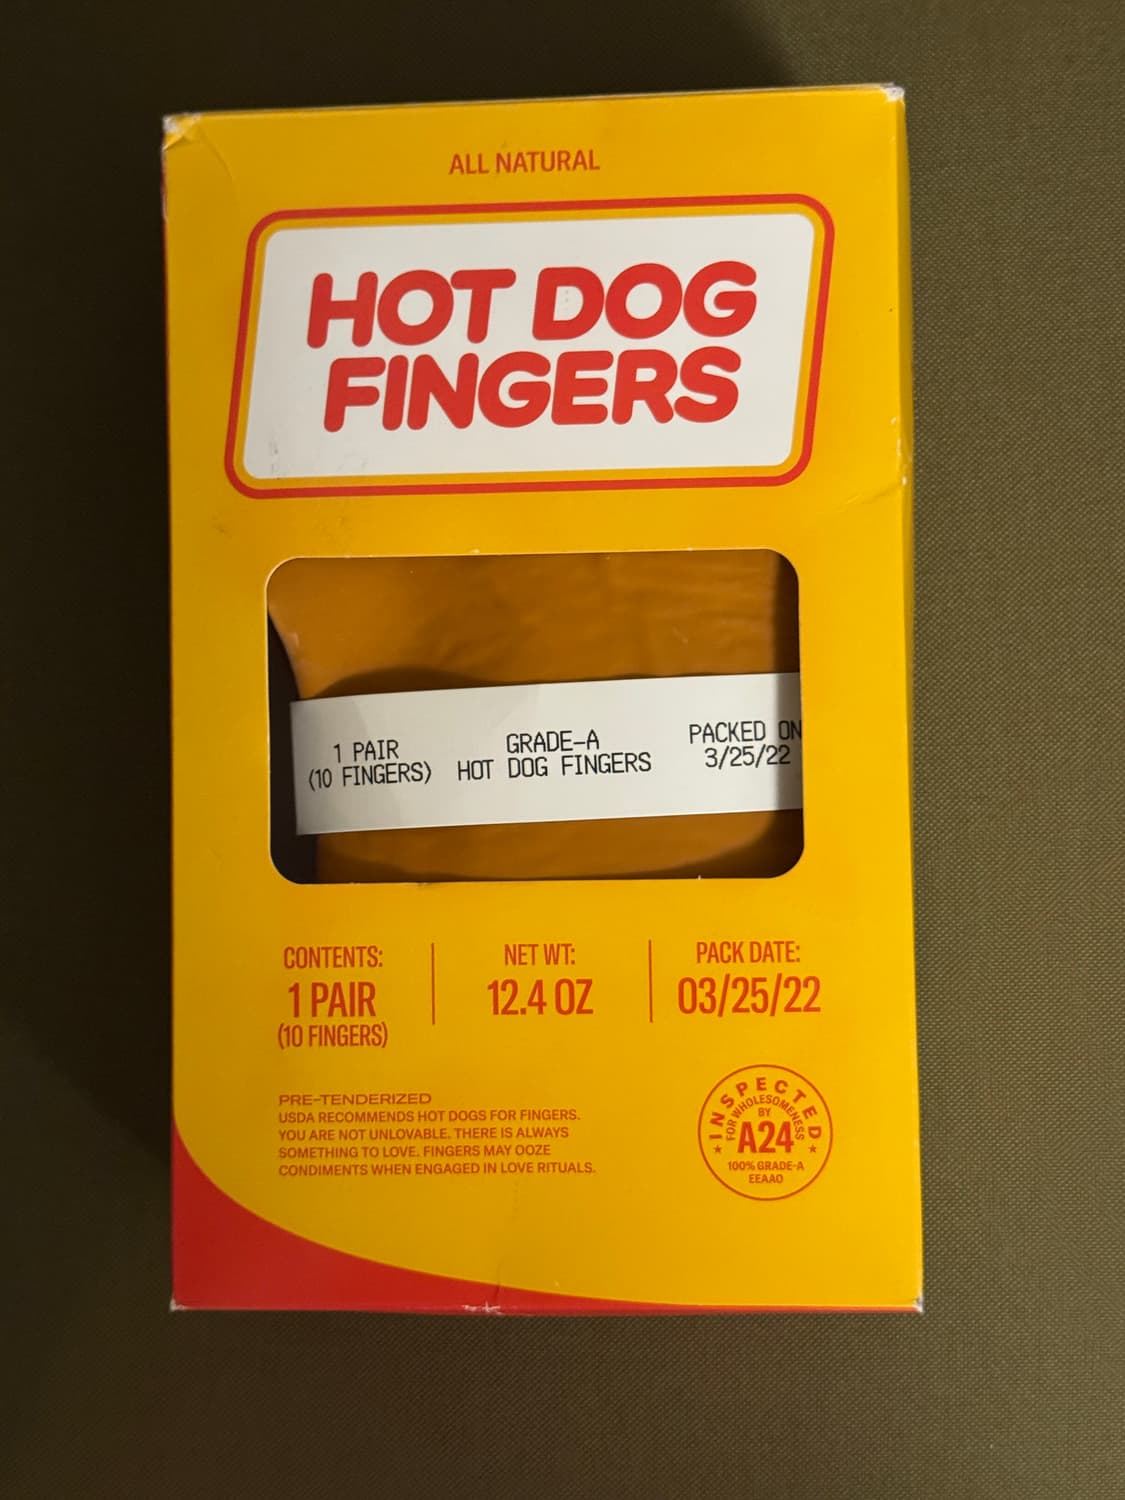 ALL NATURAL
HOT DOG
FINGERS
1 PAIR
(10 FINGERS)
GRADE-A
HOT DOG FINGERS
PACKED ON
3/25/22
CONTENTS:
1 PAIR
(10 FINGERS)
NET WT:
12.4 OZ
PACK DATE:
03/25/22
PRE-TENDERIZED
USDA RECOMMENDS HOT DOGS FOR FINGERS.
YOU ARE NOT UNLOVABLE. THERE IS ALWAYS
SOMETHING TO LOVE. FINGERS MAY OOZE
CONDIMENTS WHEN ENGAGED IN LOVE RITUALS.
INSPECTED
FOR WHOLESOMENESS
BY
A24
100% GRADE-A
EEAAO